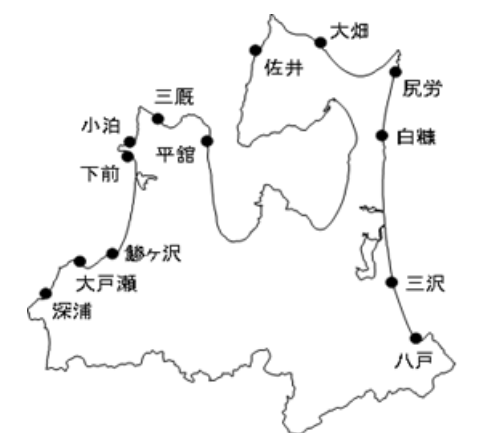 大畑
佐井
尻労
三厩
小泊
白糠
平舘
下前
鰺ヶ沢
大戸瀬
三沢
深浦
八戸